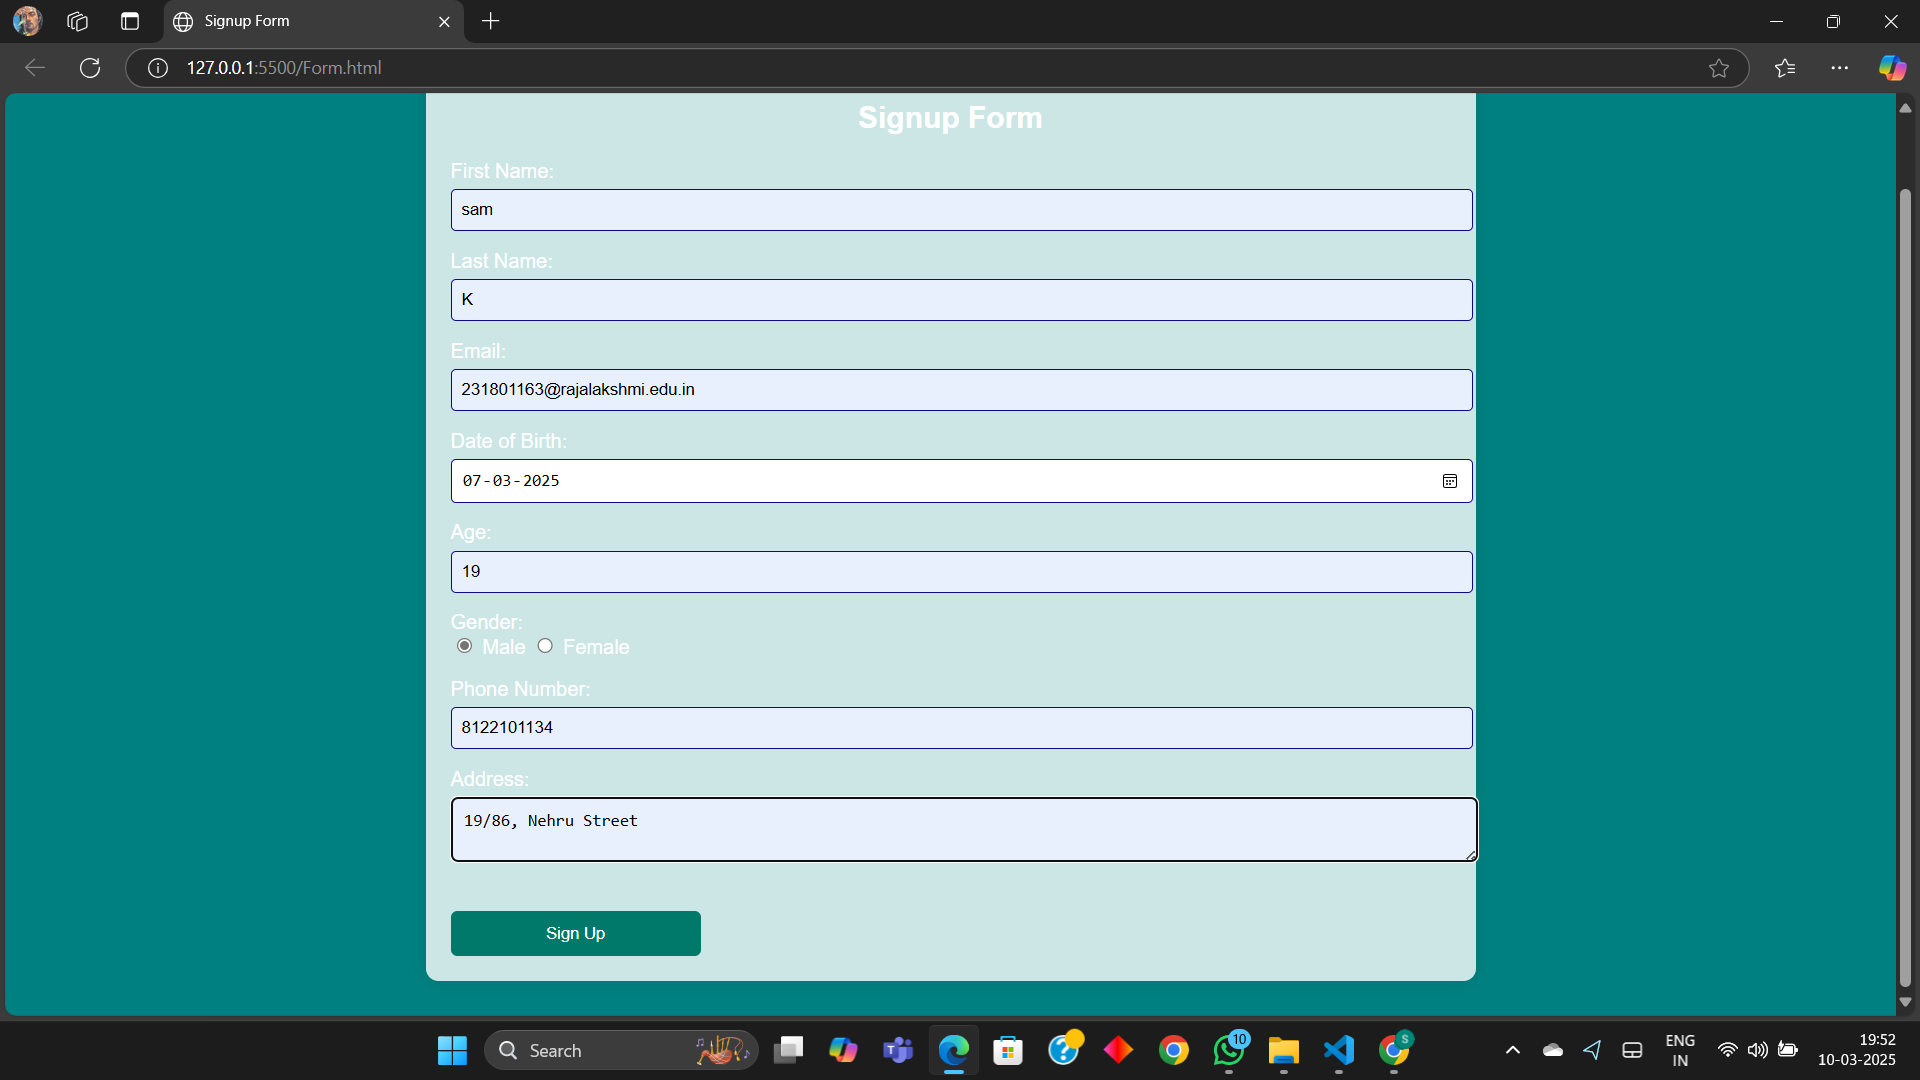 Signup Form
127.0.0.1:5500/Form.html
Signup Form
First Name:
sam
Last Name:
K
Email:
231801163@rajalakshmi.edu.in
Date of Birth:
07-03-2025
Age:
19
Gender:
Male Female
Phone Number:
8122101134
Address:
19/86, Nehru Street
Sign Up
Search
T
?
10
S
ENG
IN
19:52
10-03-2025